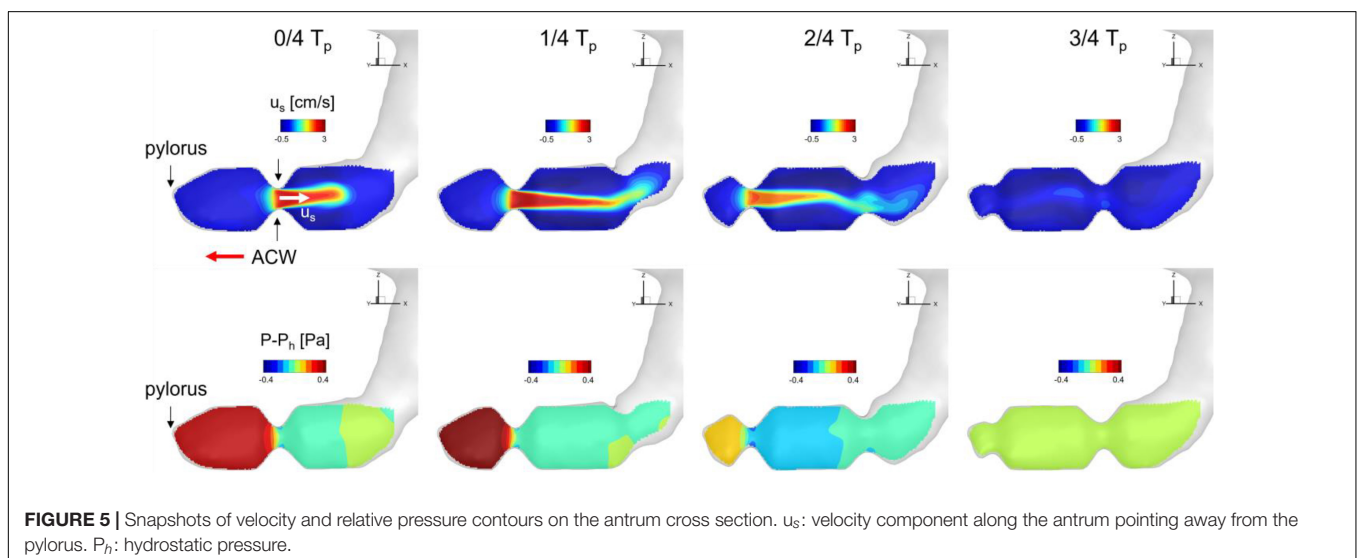 0/4 Tp
1/4 Tp
2/4 Tp
3/4 Tp
Z
Y
X
Z
Y
X
Z
Y
X
Z
Y
X
us [cm/s]
-0.5 3
-0.5 3
-0.5 3
-0.5 3
pylorus
us
ACW
Z
Y
X
Z
Y
X
Z
Y
X
Z
Y
X
P-Ph [Pa]
-0.4 0.4
-0.4 0.4
-0.4 0.4
-0.4 0.4
pylorus
FIGURE 5 | Snapshots of velocity and relative pressure contours on the antrum cross section. us: velocity component along the antrum pointing away from the
pylorus. Ph: hydrostatic pressure.